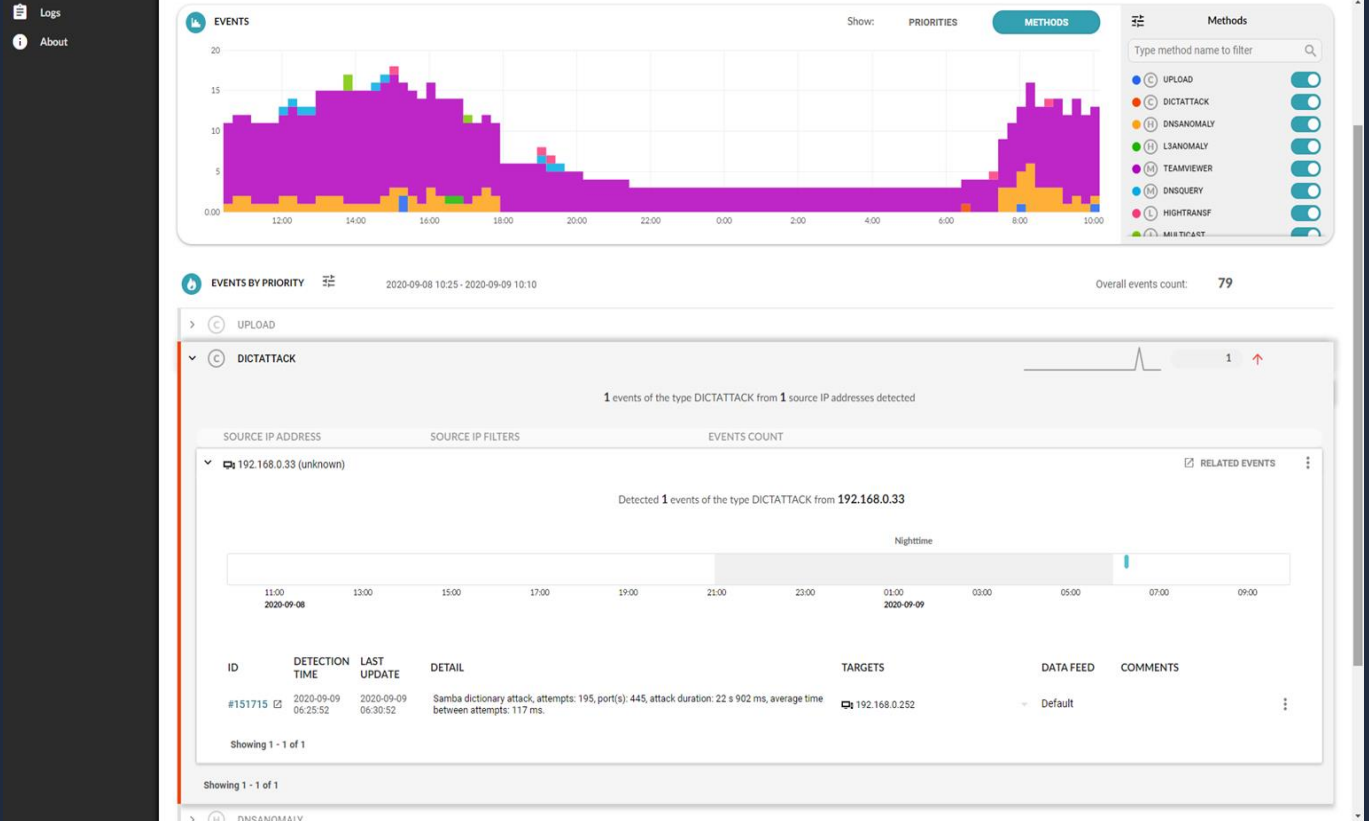 Logs
About
EVENTS
Show: PRIORITIES METHODS
20
15
10
5
0.00
12:00 14:00 16:00 18:00 20:00 22:00 0:00 2:00 4:00 6:00 8:00 10:00
Methods
Type method name to filter
C UPLOAD
C DICTATTACK
H DNSANOMALY
H L3ANOMALY
M TEAMVIEWER
M DNSQUERY
L HIGHTRANSF
L MULTICAST
EVENTS BY PRIORITY 2020-09-08 10:25 - 2020-09-09 10:10 Overall events count: 79
C UPLOAD
C DICTATTACK 1
1 events of the type DICTATTACK from 1 source IP addresses detected
SOURCE IP ADDRESS SOURCE IP FILTERS EVENTS COUNT
192.168.0.33 (unknown) RELATED EVENTS
Detected 1 events of the type DICTATTACK from 192.168.0.33
Nighttime
11:00 13:00 15:00 17:00 19:00 21:00 23:00 01:00 03:00 05:00 07:00 09:00
2020-09-08 2020-09-09
ID DETECTION TIME LAST UPDATE DETAIL TARGETS DATA FEED COMMENTS
#151715 2020-09-09 06:25:52 2020-09-09 06:30:52 Samba dictionary attack, attempts: 195, port(s): 445, attack duration: 22 s 902 ms, average time between attempts: 117 ms. 192.168.0.252 Default
Showing 1 - 1 of 1
Showing 1 - 1 of 1
H DNSANOMALY